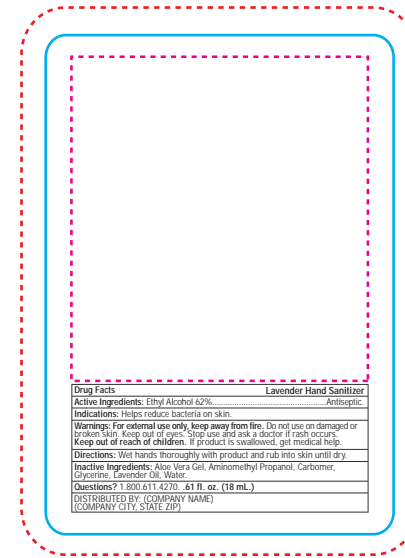 Drug Facts Lavender Hand Sanitizer
Active Ingredients: Ethyl Alcohol 62%......................................................Antiseptic.
Indications: Helps reduce bacteria on skin.
Warnings: For external use only, keep away from fire. Do not use on damaged or
broken skin. Keep out of eyes. Stop use and ask a doctor if rash occurs.
Keep out of reach of children. If product is swallowed, get medical help.
Directions: Wet hands thoroughly with product and rub into skin until dry.
Inactive Ingredients: Aloe Vera Gel, Aminomethyl Propanol, Carbomer,
Glycerine, Lavender Oil, Water.
Questions? 1.800.611.4270. .61 fl. oz. (18 mL.)
DISTRIBUTED BY: (COMPANY NAME)
(COMPANY CITY, STATE ZIP)